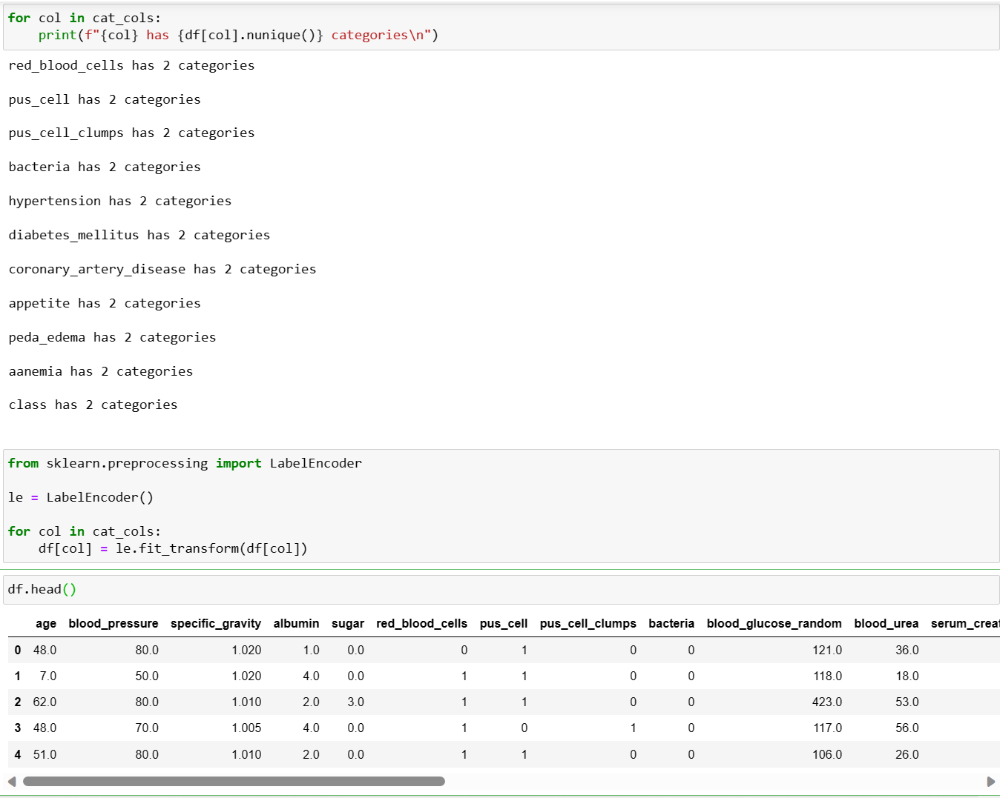 for col in cat_cols:
    print(f"{col} has {df[col].nunique()} categories\n")
red_blood_cells has 2 categories
pus_cell has 2 categories
pus_cell_clumps has 2 categories
bacteria has 2 categories
hypertension has 2 categories
diabetes_mellitus has 2 categories
coronary_artery_disease has 2 categories
appetite has 2 categories
peda_edema has 2 categories
aanemia has 2 categories
class has 2 categories
from sklearn.preprocessing import LabelEncoder
le = LabelEncoder()
for col in cat_cols:
    df[col] = le.fit_transform(df[col])
df.head()
age blood_pressure specific_gravity albumin sugar red_blood_cells pus_cell pus_cell_clumps bacteria blood_glucose_random blood_urea serum_creat
0 48.0 80.0 1.020 1.0 0.0 0 1 0 0 121.0 36.0
1 7.0 50.0 1.020 4.0 0.0 1 1 0 0 118.0 18.0
2 62.0 80.0 1.010 2.0 3.0 1 1 0 0 423.0 53.0
3 48.0 70.0 1.005 4.0 0.0 1 0 1 0 117.0 56.0
4 51.0 80.0 1.010 2.0 0.0 1 1 0 0 106.0 26.0